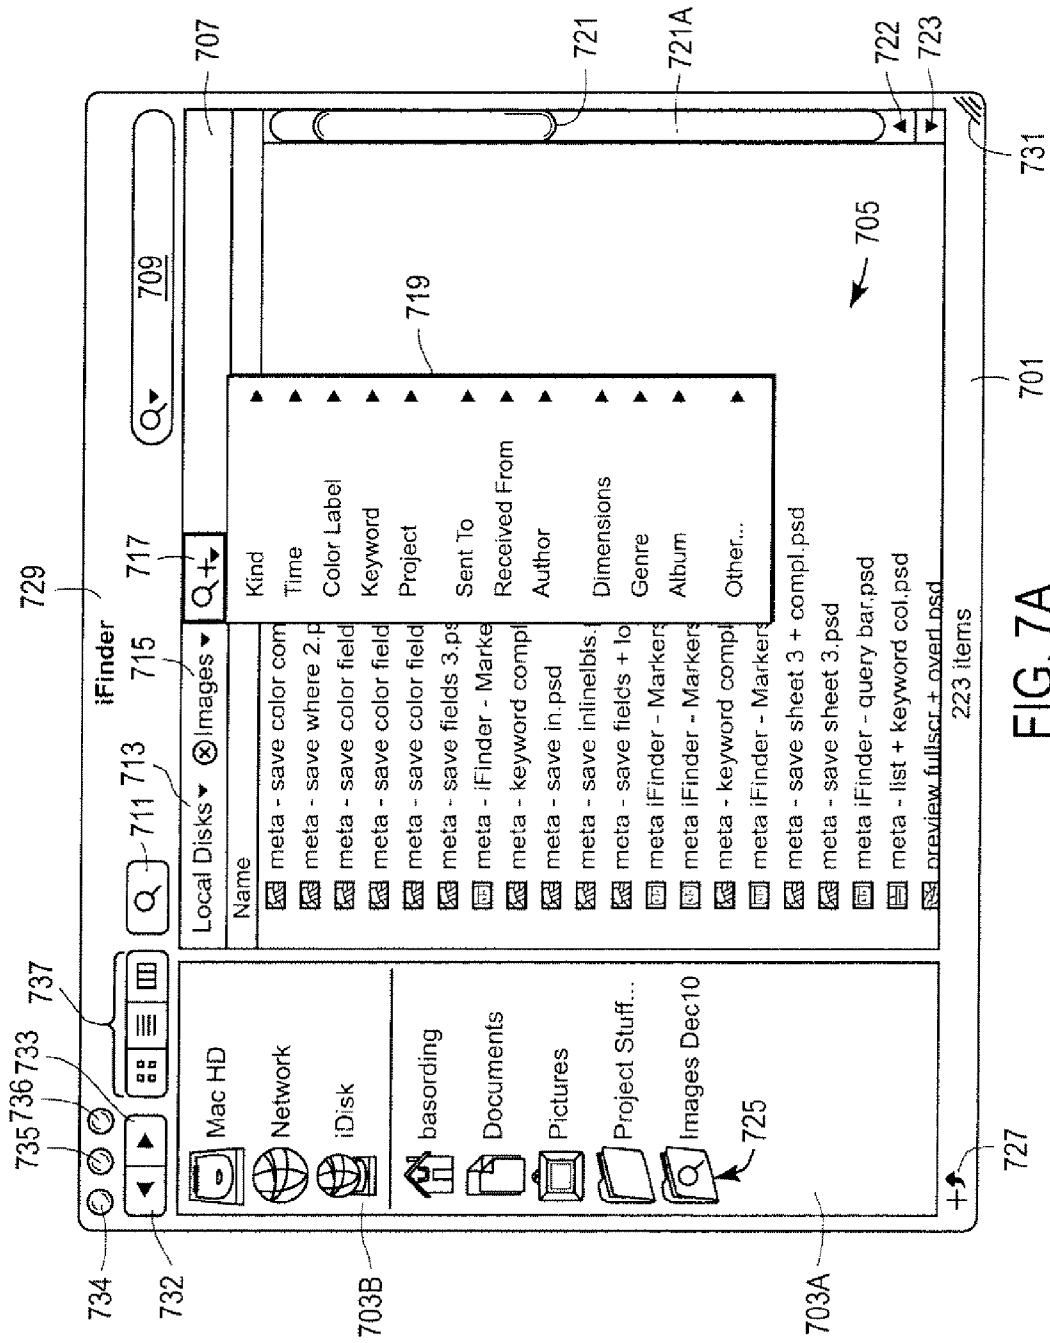 729
734
735
736
733
732
737
iFinder
711
713
715
717
709
707
Local Disks
Images
Name
Mac HD
Network
iDisk
basording
Documents
Pictures
Project Stuff...
Images Dec10
725
703B
703A
727
meta - save color com
meta - save where 2.p
meta - save color field
meta - save color field
meta - save color field
meta - save fields 3.ps
meta - iFinder - Marke
meta - keyword compl
meta - save in.psd
meta - save inlinelbls.
meta - save fields + lo
meta iFinder - Markers
meta iFinder - Markers
meta - keyword compl
meta iFinder - Markers
meta - save sheet 3 + compl.psd
meta - save sheet 3.psd
meta iFinder - query bar.psd
meta - list + keyword col.psd
preview fullscr + overl.psd
Kind
Time
Color Label
Keyword
Project
Sent To
Received From
Author
Dimensions
Genre
Album
Other...
719
705
721
721A
722
723
731
701
223 items
FIG. 7A